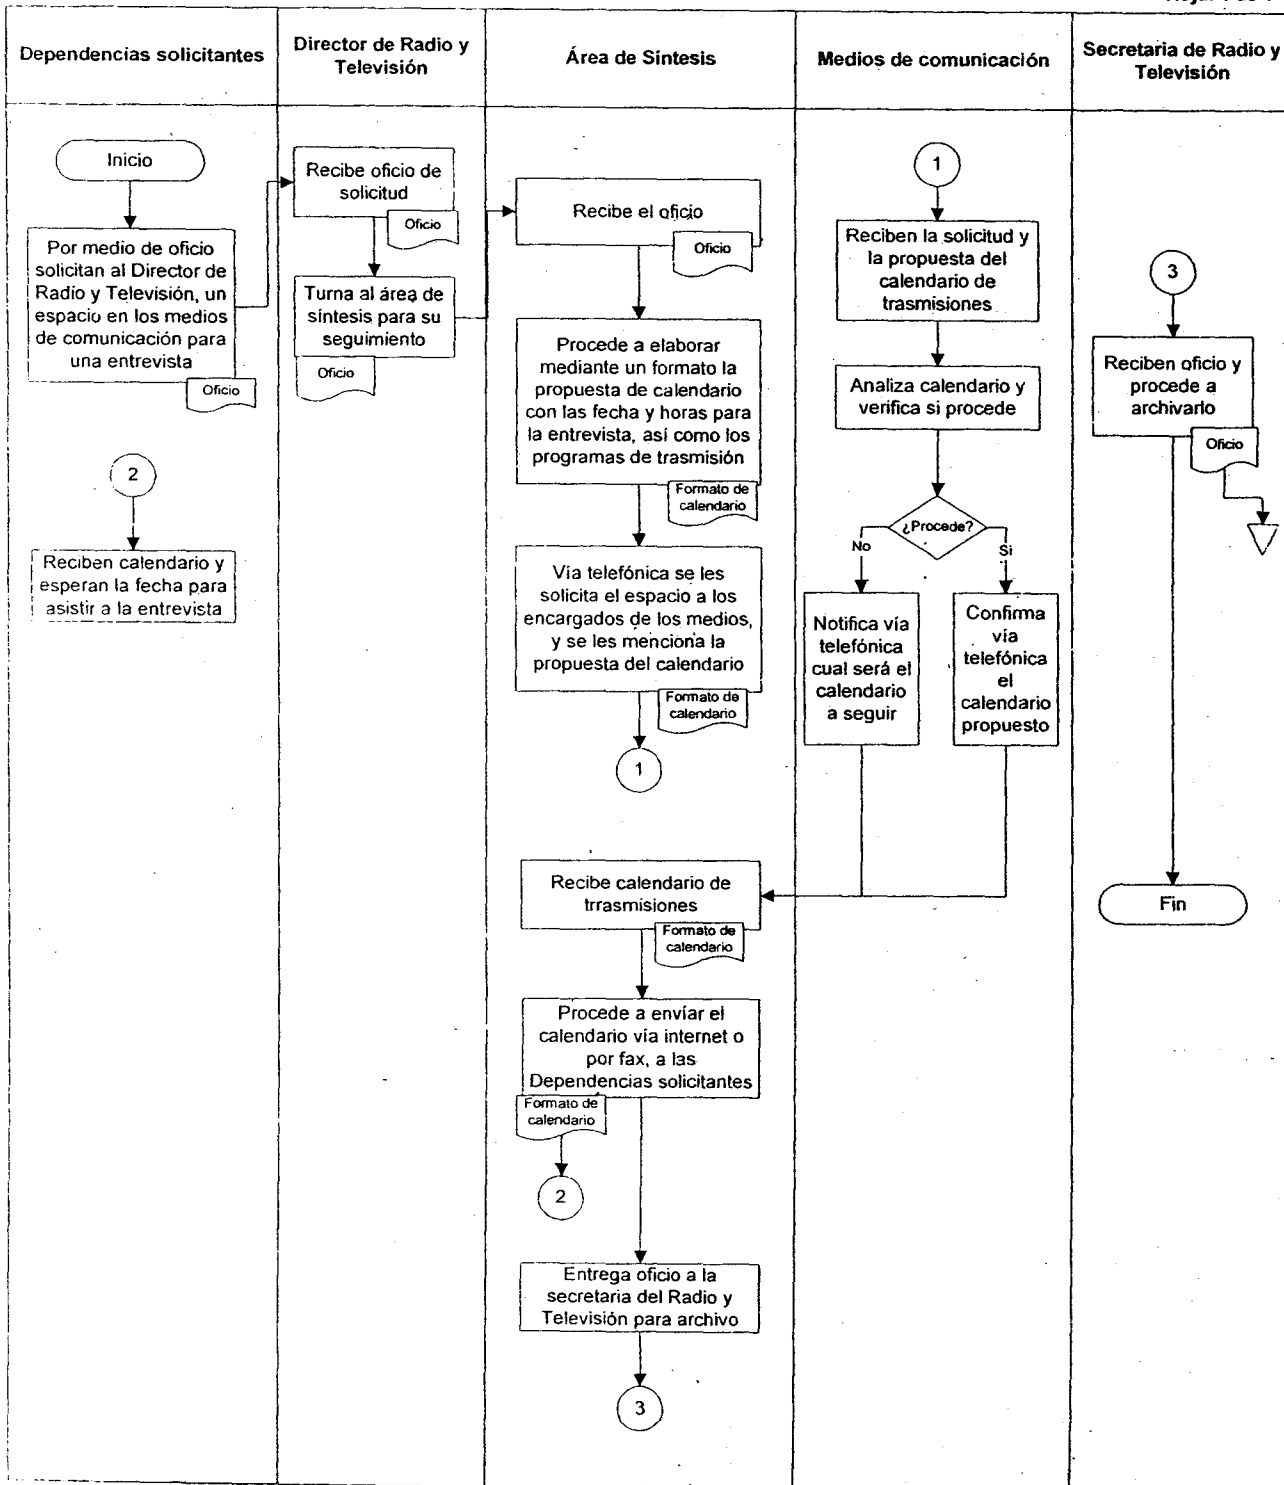 Dependencias solicitantes
Director de Radio y
Televisión
Área de Síntesis
Medios de comunicación
Secretaria de Radio y
Televisión
Inicio
Por medio de oficio
solicitan al Director de
Radio y Televisión, un
espacio en los medios
de comunicación para
una entrevista
Oficio
2
Reciben calendario y
esperan la fecha para
asistir a la entrevista
Recibe oficio de
solicitud
Oficio
Turna al área de
síntesis para su
seguimiento
Oficio
Recibe el oficio
Oficio
Procede a elaborar
mediante un formato la
propuesta de calendario
con las fecha y horas para
la entrevista, así como los
programas de trasmisión
Formato de
calendario
Vía telefónica se les
solicita el espacio a los
encargados de los medios,
y se les menciona la
propuesta del calendario
Formato de
calendario
1
Recibe calendario de
trrasmisiones
Formato de
calendario
Procede a envíar el
calendario vía internet o
por fax, a las
Dependencias solicitantes
Formato de
calendario
2
Entrega oficio a la
secretaria del Radio y
Televisión para archivo
3
1
Reciben la solicitud y
la propuesta del
calendario de
trasmisiones
Analiza calendario y
verifica si procede
¿Procede?
No
Si
Notifica vía
telefónica
cual será el
calendario
a seguir
Confirma
vía
telefónica
el
calendario
propuesto
3
Reciben oficio y
procede a
archivarlo
Oficio
Fin